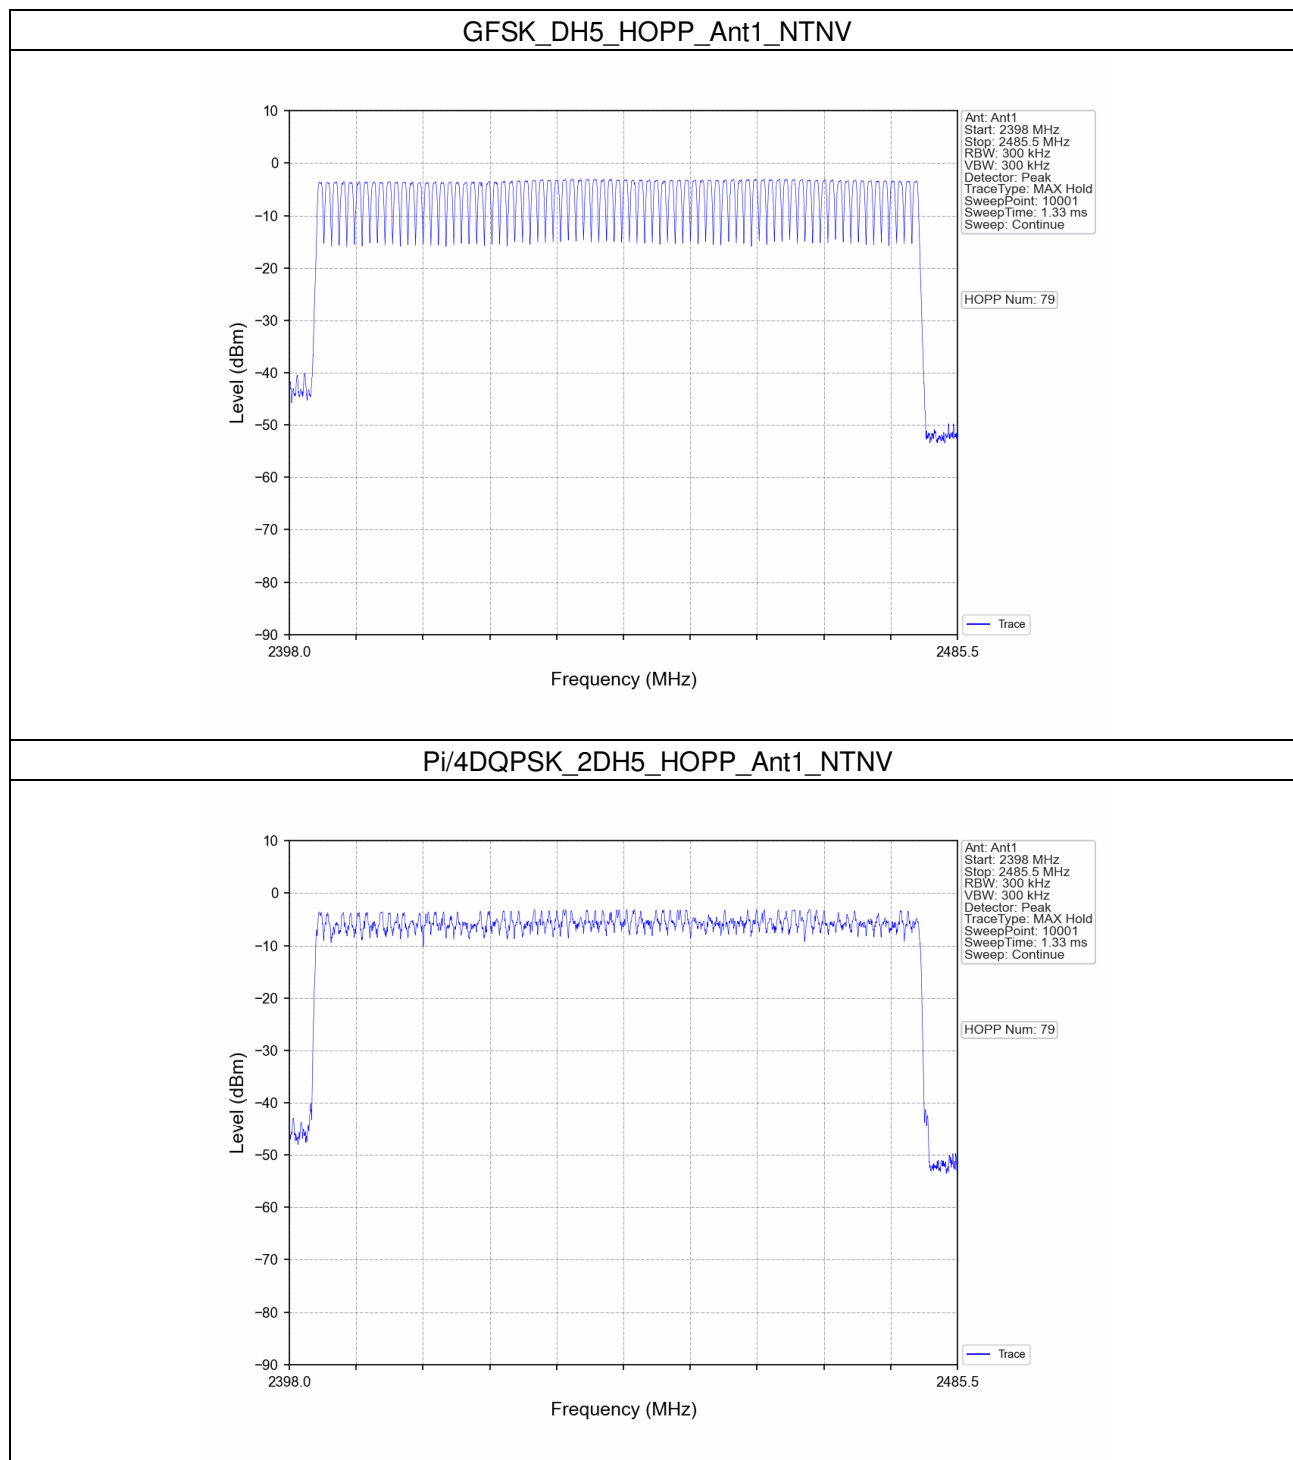 GFSK_DH5_HOPP_Ant1_NTNV
10
0
−10
−20
−30
−40
−50
−60
−70
−80
−90
Level (dBm)
2398.0
2485.5
Frequency (MHz)
Ant: Ant1
Start: 2398 MHz
Stop: 2485.5 MHz
RBW: 300 kHz
VBW: 300 kHz
Detector: Peak
TraceType: MAX Hold
SweepPoint: 10001
SweepTime: 1.33 ms
Sweep: Continue
HOPP Num: 79
Trace
Pi/4DQPSK_2DH5_HOPP_Ant1_NTNV
10
0
−10
−20
−30
−40
−50
−60
−70
−80
−90
Level (dBm)
2398.0
2485.5
Frequency (MHz)
Ant: Ant1
Start: 2398 MHz
Stop: 2485.5 MHz
RBW: 300 kHz
VBW: 300 kHz
Detector: Peak
TraceType: MAX Hold
SweepPoint: 10001
SweepTime: 1.33 ms
Sweep: Continue
HOPP Num: 79
Trace